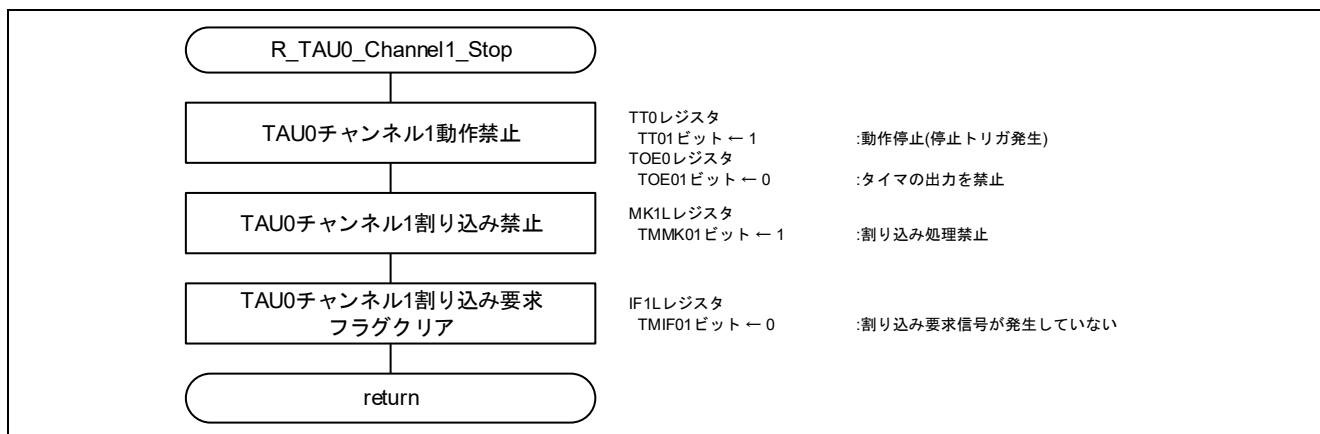 R_TAU0_Channel1_Stop
TAU0チャンネル1動作禁止
TT0レジスタ
TT01ビット ← 1 :動作停止(停止トリガ発生)
TOE0レジスタ
TOE01ビット ← 0 :タイマの出力を禁止
TAU0チャンネル1割り込み禁止
MK1Lレジスタ
TMMK01ビット ← 1 :割り込み処理禁止
TAU0チャンネル1割り込み要求
フラグクリア
IF1Lレジスタ
TMIF01ビット ← 0 :割り込み要求信号が発生していない
return